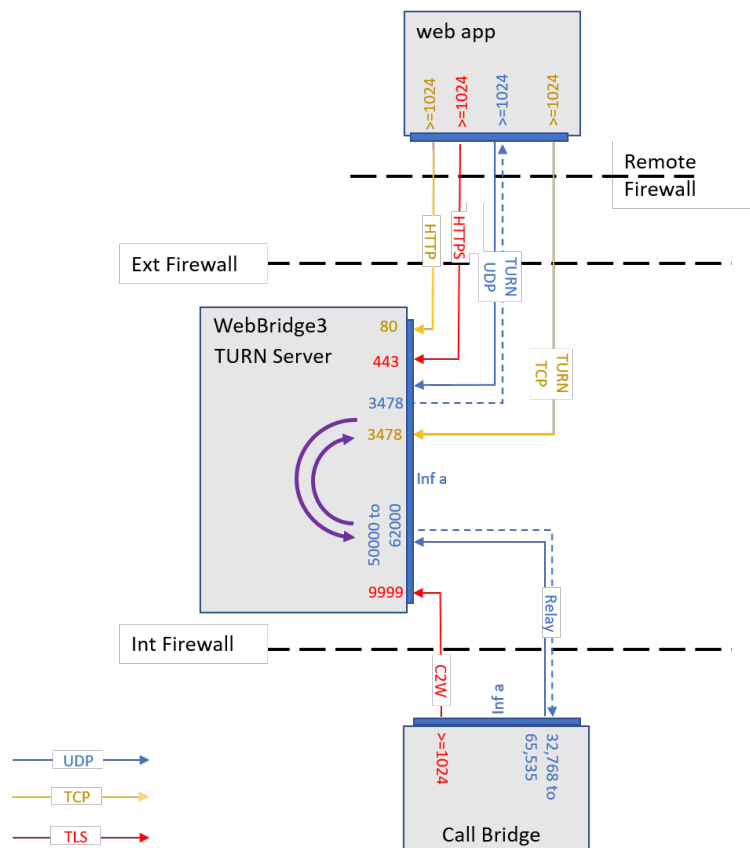 web app
>=1024
>=1024
>=1024
>=1024
Remote
Firewall
HTTP
HTTPS
TURN
UDP
Ext Firewall
WebBridge3
TURN Server
80
443
3478
3478
TURN
TCP
Inf a
50000 to
62000
9999
Relay
Int Firewall
C2W
Inf a
>=1024
32,768 to
65,535
Call Bridge
UDP
TCP
TLS